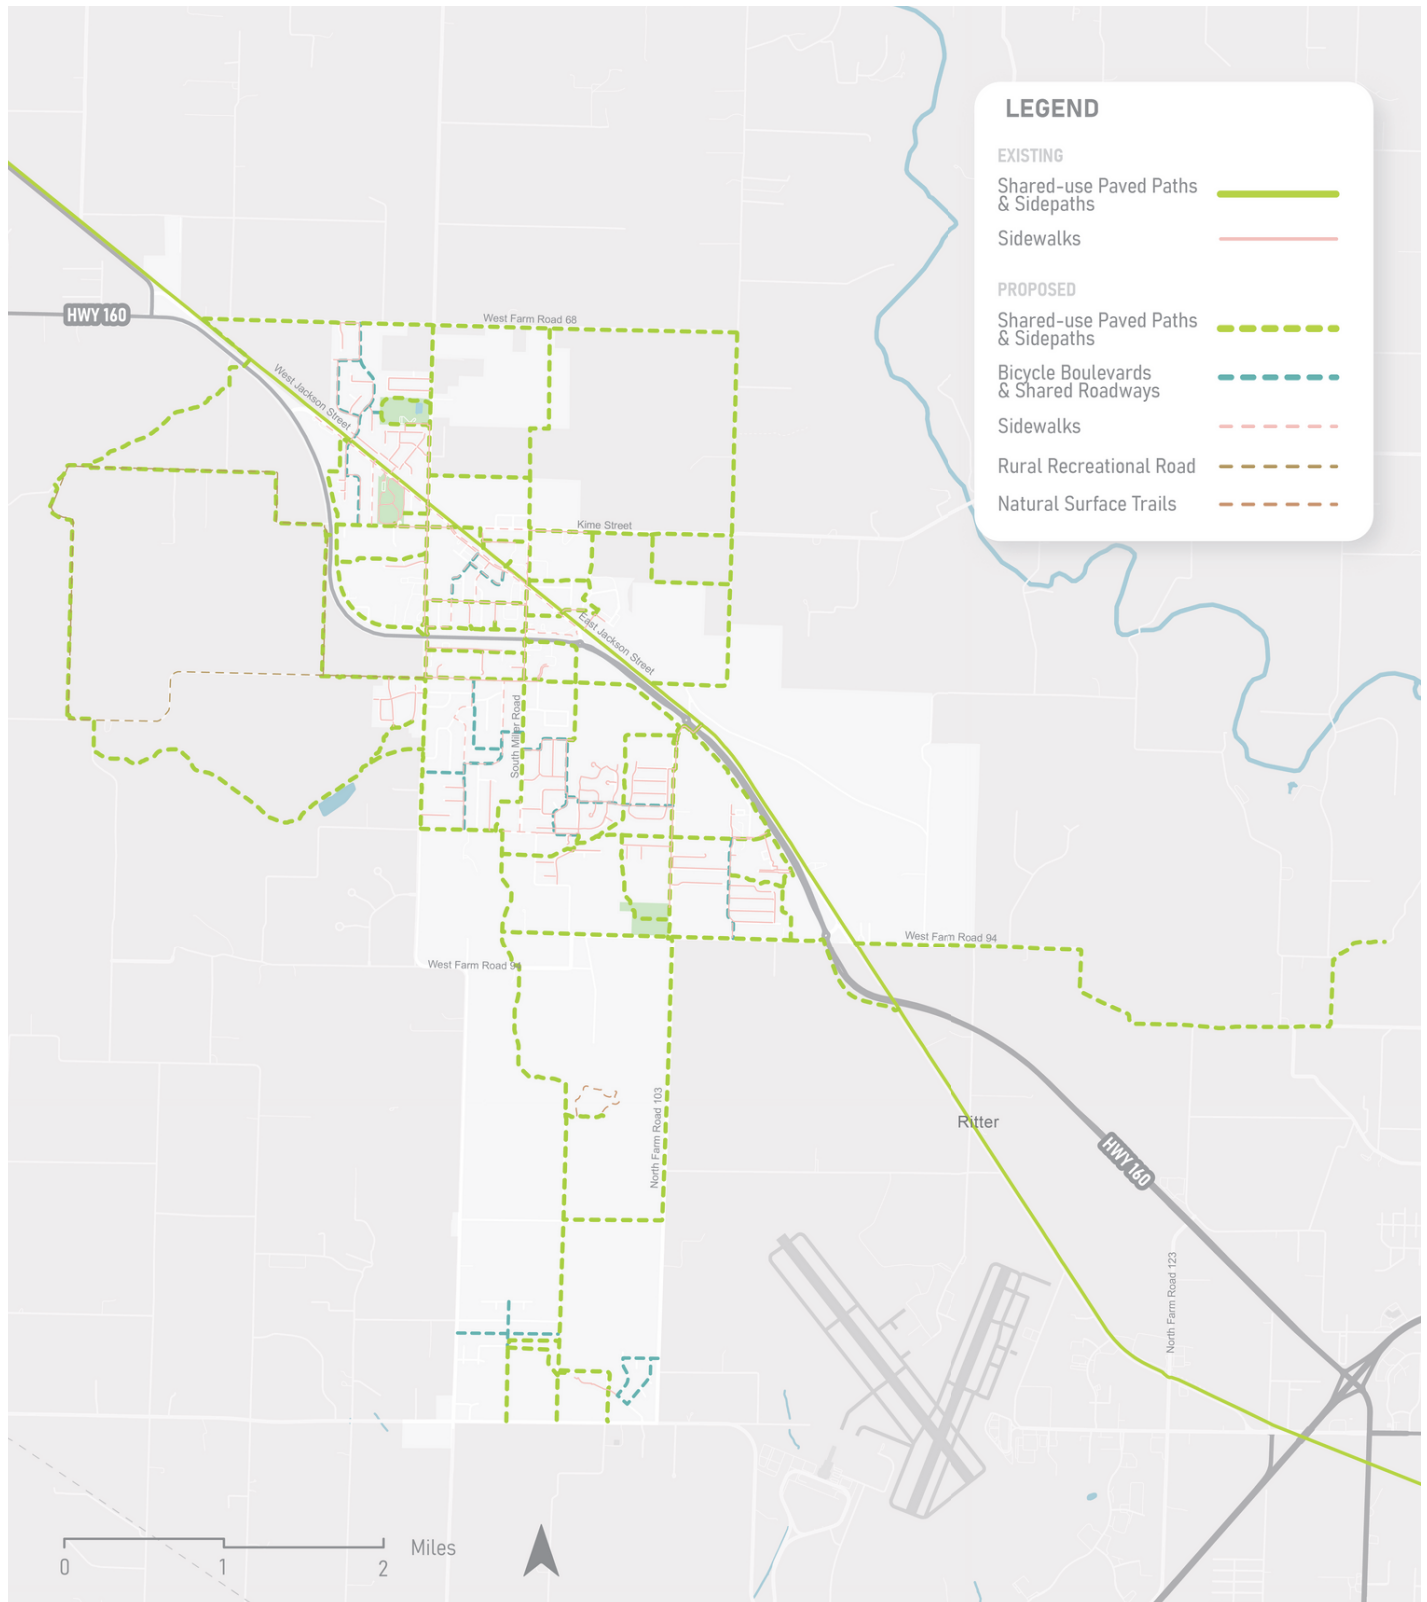 LEGEND
EXISTING
Shared-use Paved Paths
& Sidepaths
Sidewalks
PROPOSED
Shared-use Paved Paths
& Sidepaths
Bicycle Boulevards
& Shared Roadways
Sidewalks
Rural Recreational Road
Natural Surface Trails
HWY 160
West Farm Road 68
West Jackson Street
Kime Street
East Jackson Street
South Miller Road
West Farm Road 94
West Farm Road 94
North Farm Road 103
Ritter
HWY 160
North Farm Road 123
0 1 2 Miles